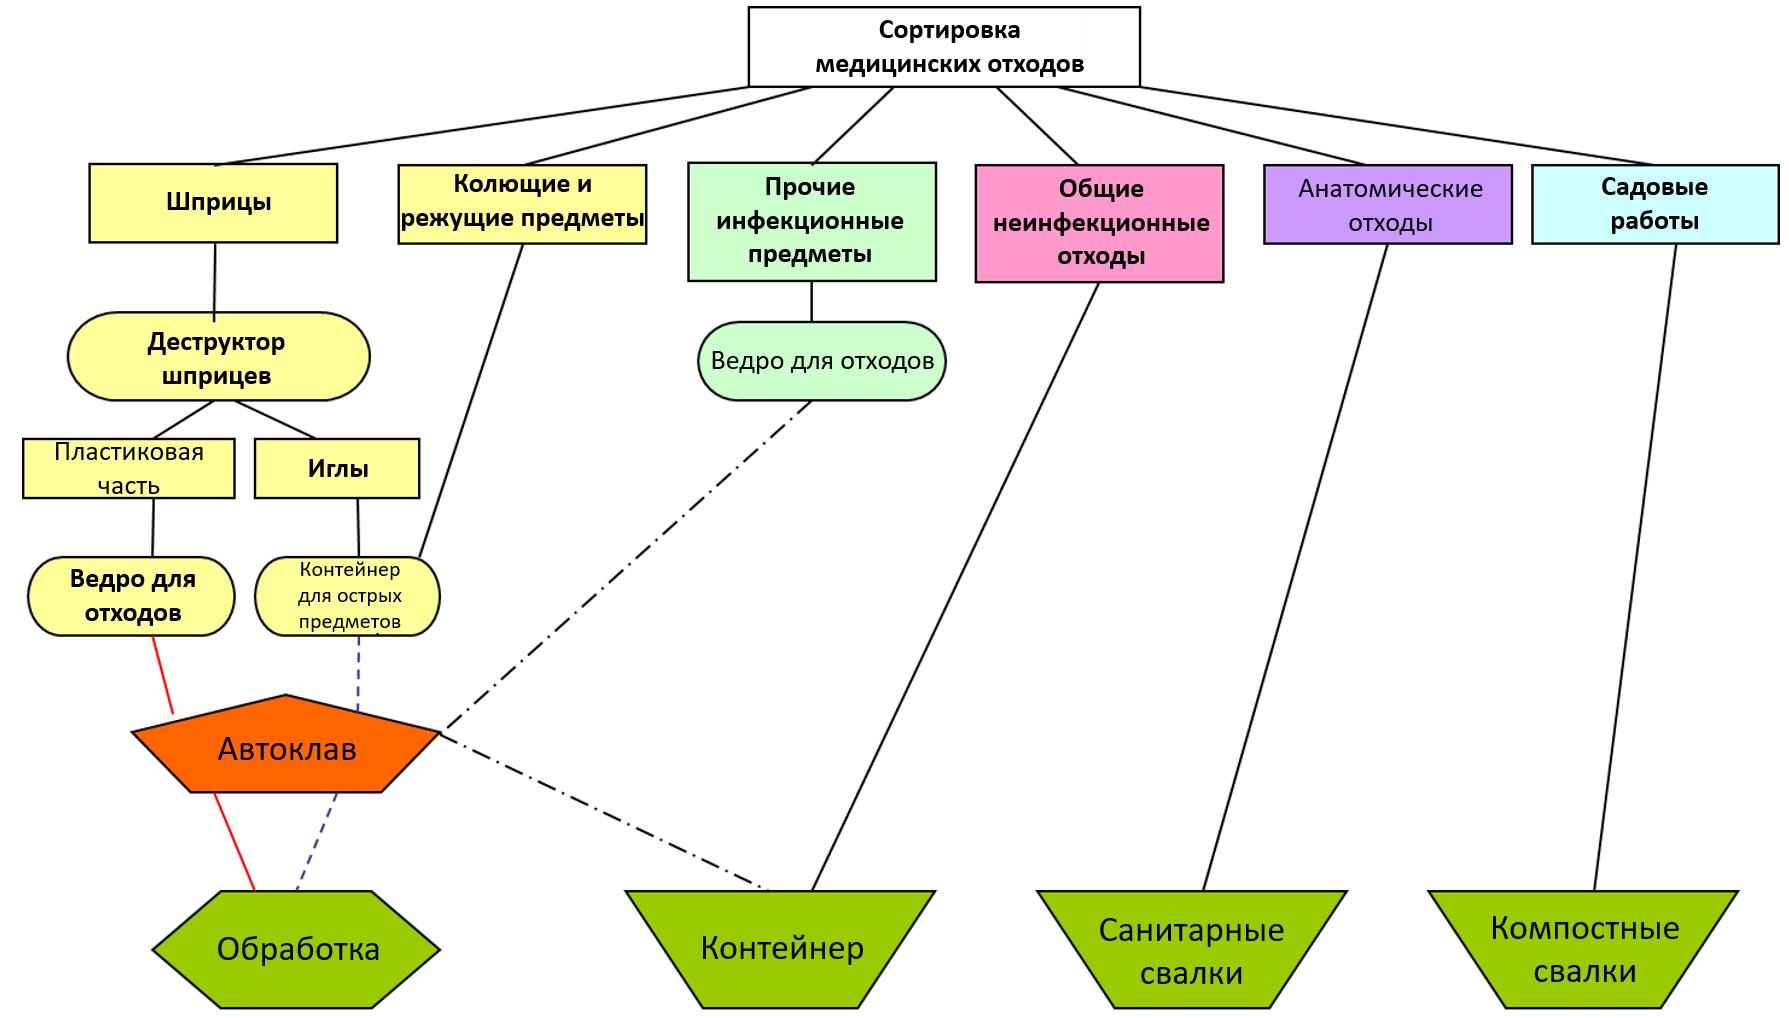 Сортировка
медицинских отходов
Шприцы
Колющие и
режущие предметы
Прочие
инфекционные
предметы
Общие
неинфекционные
отходы
Анатомические
отходы
Садовые
работы
Деструктор
шприцев
Ведро для отходов
Пластиковая
часть
Иглы
Ведро для
отходов
Контейнер
для острых
предметов
Автоклав
Обработка
Контейнер
Санитарные
свалки
Компостные
свалки